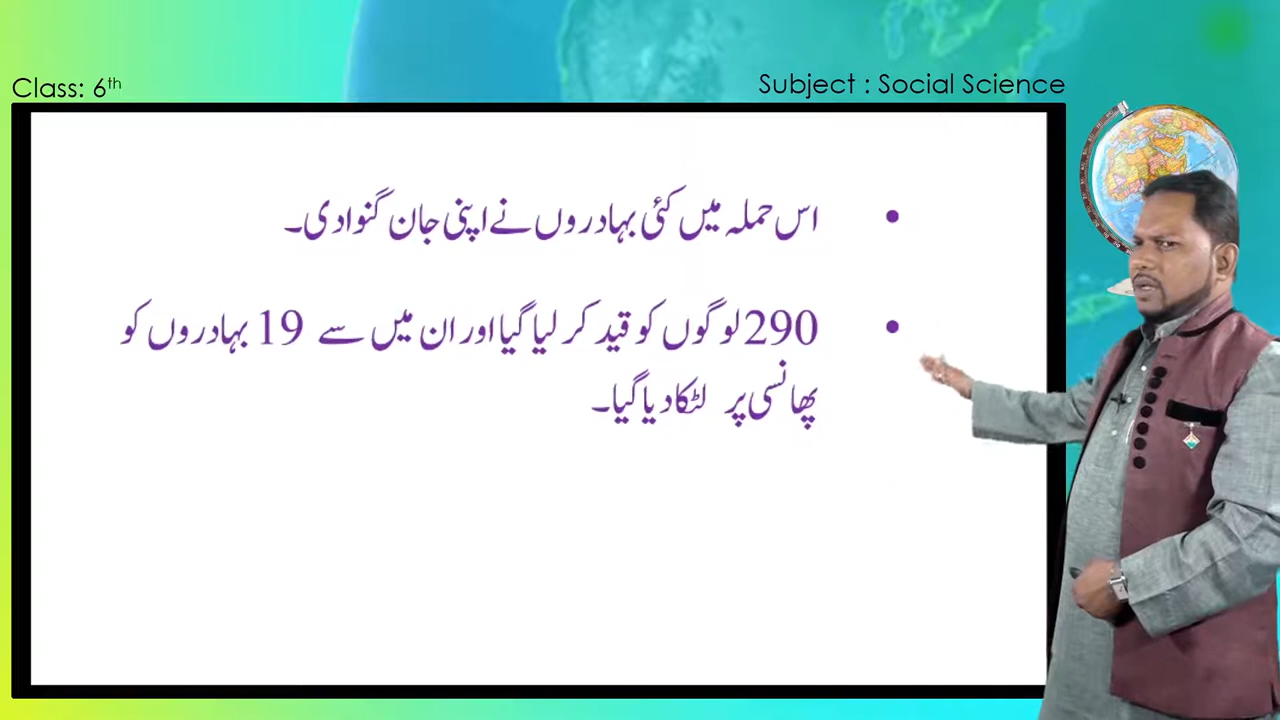 Class: 6th
Subject : Social Science
اس حملہ میں کئی بہادروں نے اپنی جان گنوادی۔
290 لوگوں کو قید کر لیا گیا اور ان میں سے 19 بہادروں کو
پھانسی پر لٹکا دیا گیا۔